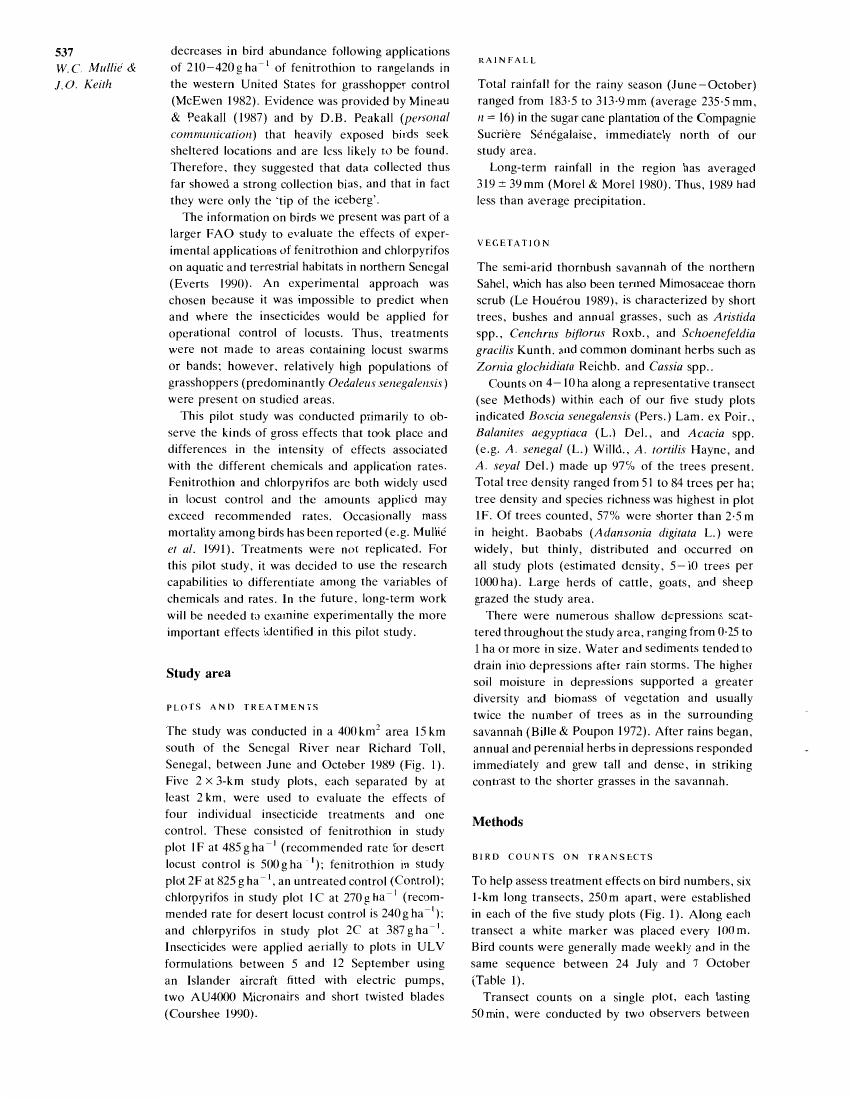 537
W.C. Mullié &
J.O. Keith
decreases in bird abundance following applications
of 210–420 g ha⁻¹ of fenitrothion to rangelands in
the western United States for grasshopper control
(McEwen 1982). Evidence was provided by Mineau
& Peakall (1987) and by D.B. Peakall (personal
communication) that heavily exposed birds seek
sheltered locations and are less likely to be found.
Therefore, they suggested that data collected thus
far showed a strong collection bias, and that in fact
they were only the 'tip of the iceberg'.
The information on birds we present was part of a
larger FAO study to evaluate the effects of exper-
imental applications of fenitrothion and chlorpyrifos
on aquatic and terrestrial habitats in northern Senegal
(Everts 1990). An experimental approach was
chosen because it was impossible to predict when
and where the insecticides would be applied for
operational control of locusts. Thus, treatments
were not made to areas containing locust swarms
or bands; however, relatively high populations of
grasshoppers (predominantly Oedaleus senegalensis)
were present on studied areas.
This pilot study was conducted primarily to ob-
serve the kinds of gross effects that took place and
differences in the intensity of effects associated
with the different chemicals and application rates.
Fenitrothion and chlorpyrifos are both widely used
in locust control and the amounts applied may
exceed recommended rates. Occasionally mass
mortality among birds has been reported (e.g. Mullié
et al. 1991). Treatments were not replicated. For
this pilot study, it was decided to use the research
capabilities to differentiate among the variables of
chemicals and rates. In the future, long-term work
will be needed to examine experimentally the more
important effects identified in this pilot study.
Study area
PLOTS AND TREATMENTS
The study was conducted in a 400 km² area 15 km
south of the Senegal River near Richard Toll,
Senegal, between June and October 1989 (Fig. 1).
Five 2 × 3-km study plots, each separated by at
least 2 km, were used to evaluate the effects of
four individual insecticide treatments and one
control. These consisted of fenitrothion in study
plot 1F at 485 g ha⁻¹ (recommended rate for desert
locust control is 500 g ha⁻¹); fenitrothion in study
plot 2F at 825 g ha⁻¹, an untreated control (Control);
chlorpyrifos in study plot 1C at 270 g ha⁻¹ (recom-
mended rate for desert locust control is 240 g ha⁻¹);
and chlorpyrifos in study plot 2C at 387 g ha⁻¹.
Insecticides were applied aerially to plots in ULV
formulations between 5 and 12 September using
an Islander aircraft fitted with electric pumps,
two AU4000 Micronairs and short twisted blades
(Courshee 1990).
RAINFALL
Total rainfall for the rainy season (June–October)
ranged from 183·5 to 313·9 mm (average 235·5 mm,
n = 16) in the sugar cane plantation of the Compagnie
Sucrière Sénégalaise, immediately north of our
study area.
Long-term rainfall in the region has averaged
319 ± 39 mm (Morel & Morel 1980). Thus, 1989 had
less than average precipitation.
VEGETATION
The semi-arid thornbush savannah of the northern
Sahel, which has also been termed Mimosaceae thorn
scrub (Le Houérou 1989), is characterized by short
trees, bushes and annual grasses, such as Aristida
spp., Cenchrus biflorus Roxb., and Schoenefeldia
gracilis Kunth. and common dominant herbs such as
Zornia glochidiata Reichb. and Cassia spp..
Counts on 4–10 ha along a representative transect
(see Methods) within each of our five study plots
indicated Boscia senegalensis (Pers.) Lam. ex Poir.,
Balanites aegyptiaca (L.) Del., and Acacia spp.
(e.g. A. senegal (L.) Willd., A. tortilis Hayne, and
A. seyal Del.) made up 97% of the trees present.
Total tree density ranged from 51 to 84 trees per ha;
tree density and species richness was highest in plot
1F. Of trees counted, 57% were shorter than 2·5 m
in height. Baobabs (Adansonia digitata L.) were
widely, but thinly, distributed and occurred on
all study plots (estimated density, 5–10 trees per
1000 ha). Large herds of cattle, goats, and sheep
grazed the study area.
There were numerous shallow depressions scat-
tered throughout the study area, ranging from 0·25 to
1 ha or more in size. Water and sediments tended to
drain into depressions after rain storms. The higher
soil moisture in depressions supported a greater
diversity and biomass of vegetation and usually
twice the number of trees as in the surrounding
savannah (Bille & Poupon 1972). After rains began,
annual and perennial herbs in depressions responded
immediately and grew tall and dense, in striking
contrast to the shorter grasses in the savannah.
Methods
BIRD COUNTS ON TRANSECTS
To help assess treatment effects on bird numbers, six
1-km long transects, 250 m apart, were established
in each of the five study plots (Fig. 1). Along each
transect a white marker was placed every 100 m.
Bird counts were generally made weekly and in the
same sequence between 24 July and 7 October
(Table 1).
Transect counts on a single plot, each lasting
50 min, were conducted by two observers between